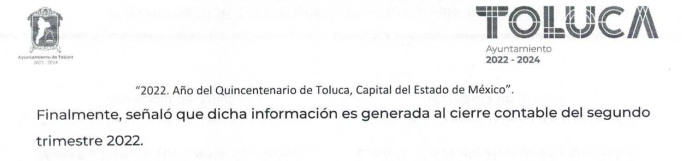 TOLUCA
Ayuntamiento de Toluca
2022 - 2024
Ayuntamiento
2022 - 2024
"2022. Año del Quincentenario de Toluca, Capital del Estado de México".
Finalmente, señaló que dicha información es generada al cierre contable del segundo
trimestre 2022.